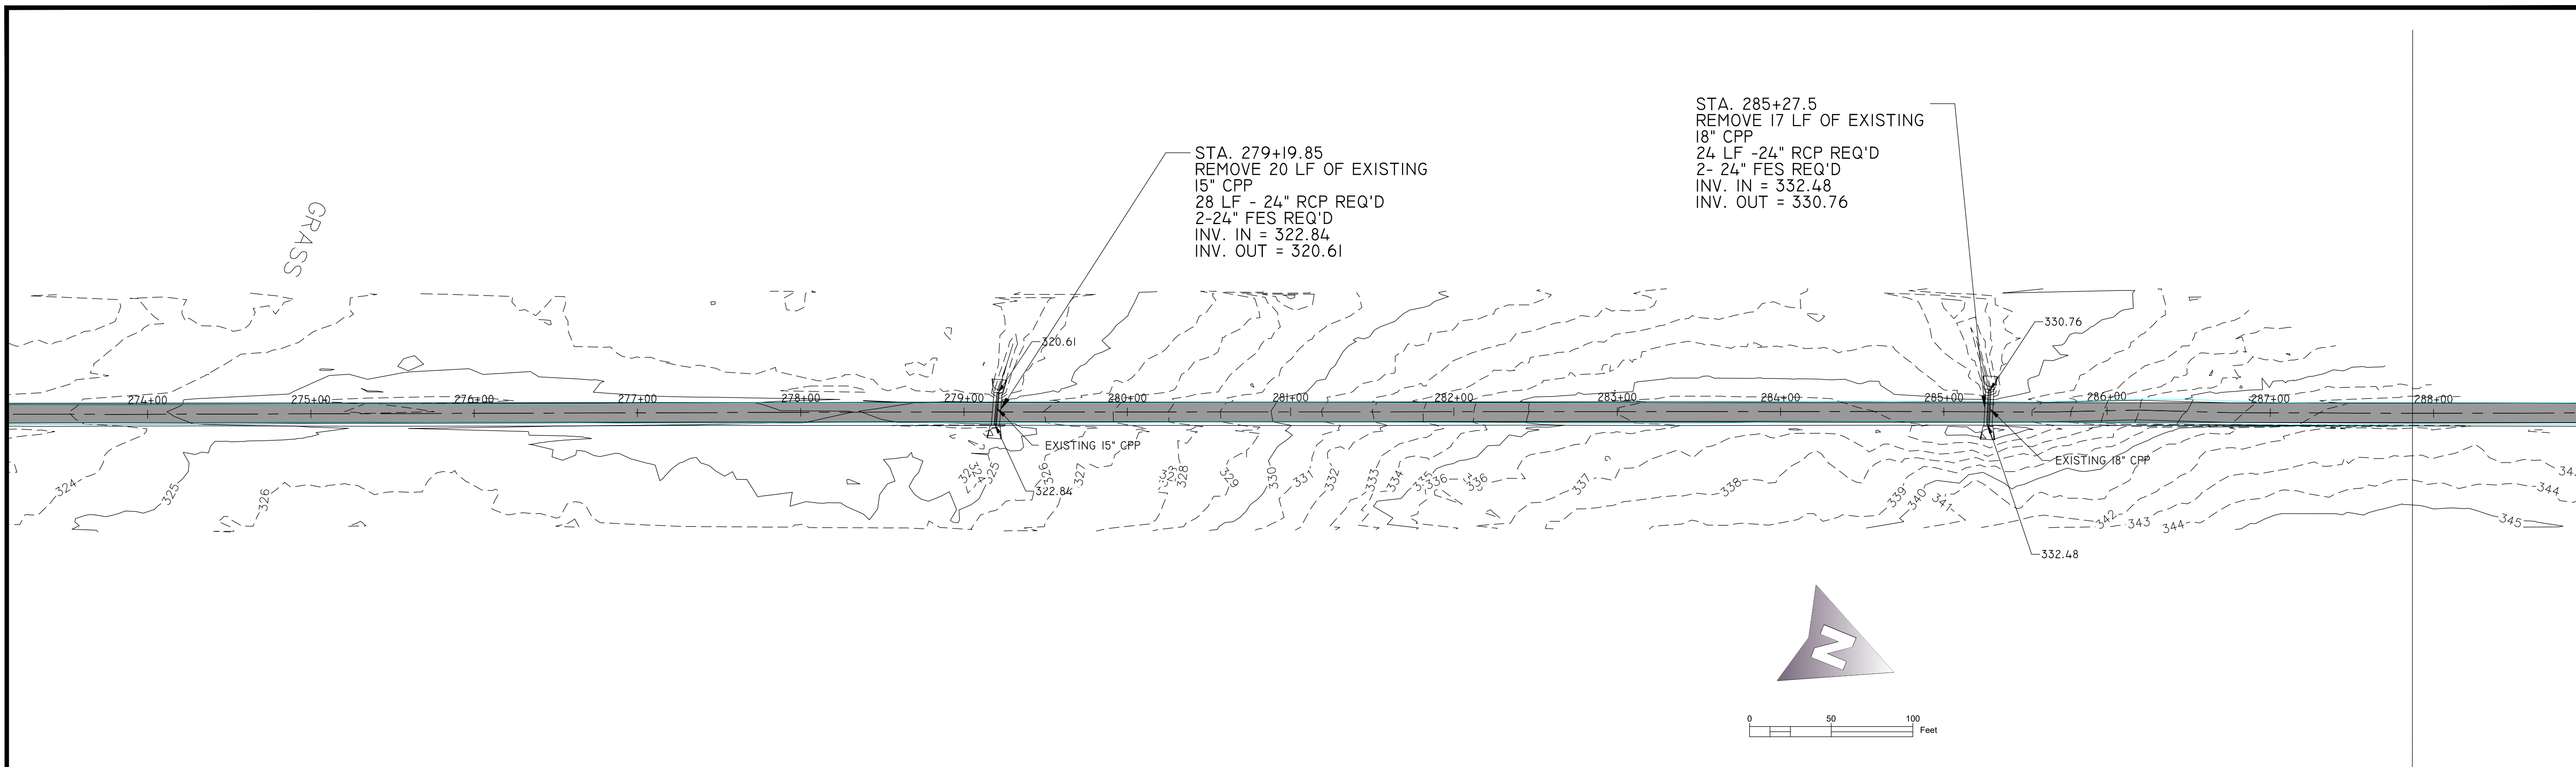 STA. 285+27.5
REMOVE 17 LF OF EXISTING
18" CPP
24 LF -24" RCP REQ'D
2- 24" FES REQ'D
INV. IN = 332.48
INV. OUT = 330.76
STA. 279+19.85
REMOVE 20 LF OF EXISTING
15" CPP
28 LF - 24" RCP REQ'D
2-24" FES REQ'D
INV. IN = 322.84
INV. OUT = 320.61
GRASS
330.76
320.61
274+00
275+00
276+00
277+00
278+00
279+00
280+00
281+00
282+00
283+00
284+00
285+00
286+00
287+00
288+00
EXISTING 15" CPP
EXISTING 18" CPP
324
325
326
325
326
327
328
329
330
331
332
333
334
335
336
336
337
338
339
340
341
342
343
344
344
345
322.84
332.48
N
0 50 100
Feet